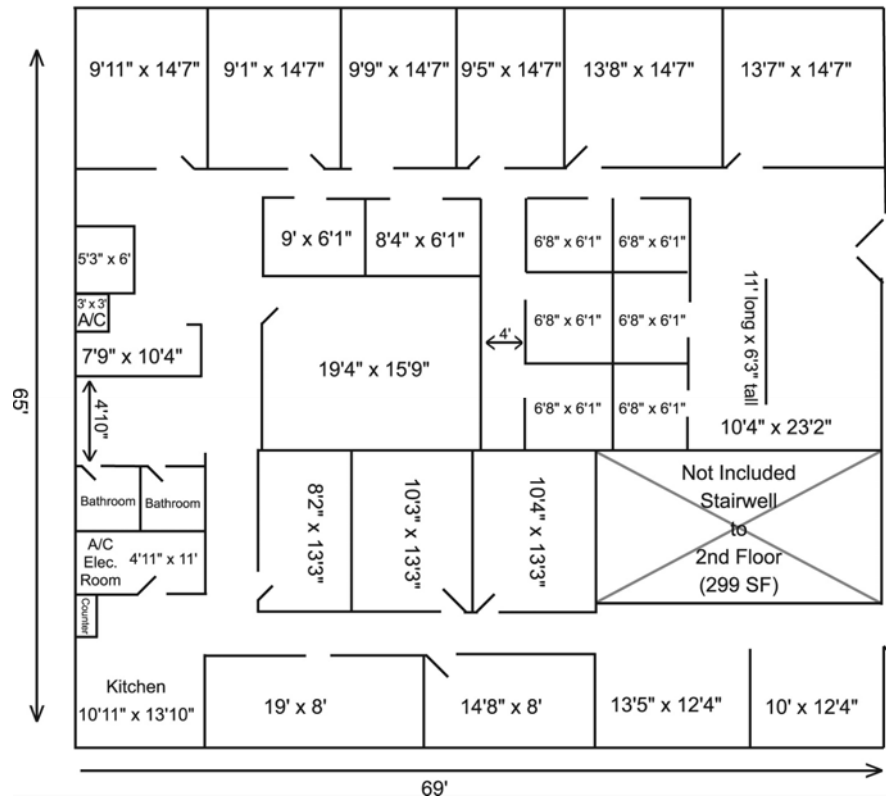 9'11" x 14'7"
9'1" x 14'7"
9'9" x 14'7"
9'5" x 14'7"
13'8" x 14'7"
13'7" x 14'7"
9' x 6'1"
8'4" x 6'1"
6'8" x 6'1"
6'8" x 6'1"
5'3" x 6'
3' x 3'
A/C
7'9" x 10'4"
19'4" x 15'9"
4'
6'8" x 6'1"
6'8" x 6'1"
11' long x 6'3" tall
65'
4'10"
6'8" x 6'1"
6'8" x 6'1"
10'4" x 23'2"
Bathroom
Bathroom
8'2" x 13'3"
10'3" x 13'3"
10'4" x 13'3"
Not Included
Stairwell
to
2nd Floor
(299 SF)
A/C
Elec.
Room
4'11" x 11'
Counter
Kitchen
10'11" x 13'10"
19' x 8'
14'8" x 8'
13'5" x 12'4"
10' x 12'4"
69'